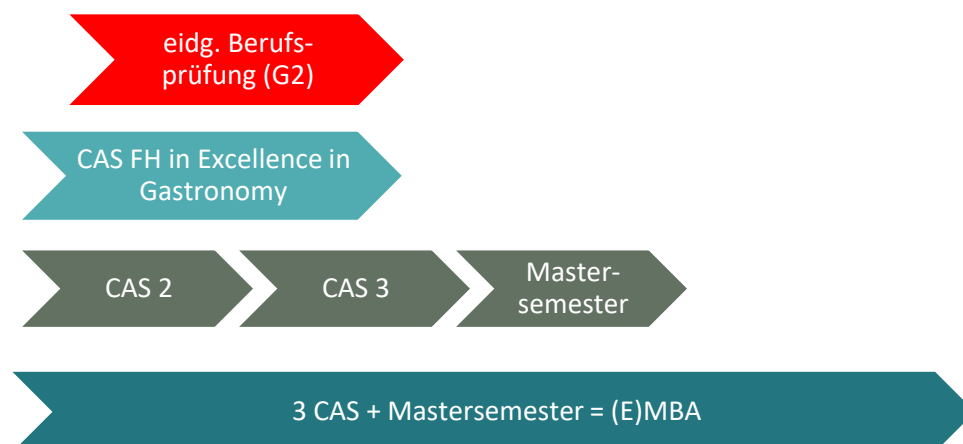 eidg. Berufs-
prüfung (G2)
CAS FH in Excellence in
Gastronomy
CAS 2
CAS 3
Master-
semester
3 CAS + Mastersemester = (E)MBA